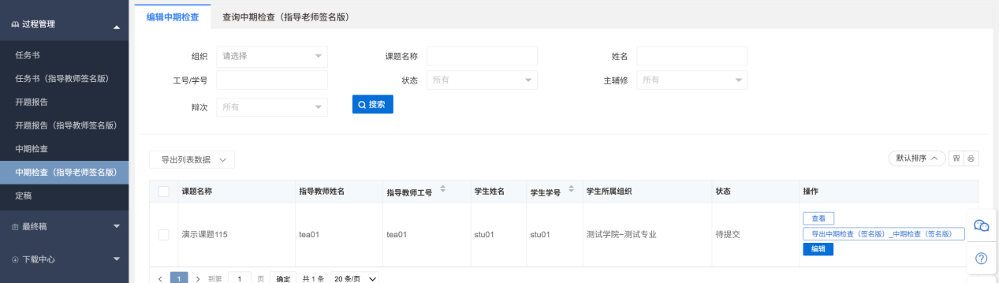 过程管理
任务书
任务书（指导教师签名版）
开题报告
开题报告（指导教师签名版）
中期检查
中期检查（指导老师签名版）
定稿
最终稿
下载中心
编辑中期检查 查询中期检查（指导老师签名版）
组织 请选择 课题名称 姓名
工号/学号 状态 所有 主辅修 所有
辩次 所有 搜索
导出列表数据 默认排序
课题名称 指导教师姓名 指导教师工号 学生姓名 学生学号 学生所属组织 状态 操作
查看
演示课题115 tea01 tea01 stu01 stu01 测试学院-测试专业 待提交 导出中期检查（签名版）_中期检查（签名版）
编辑
1 到第 1 页 确定 共 1 条 20 条/页